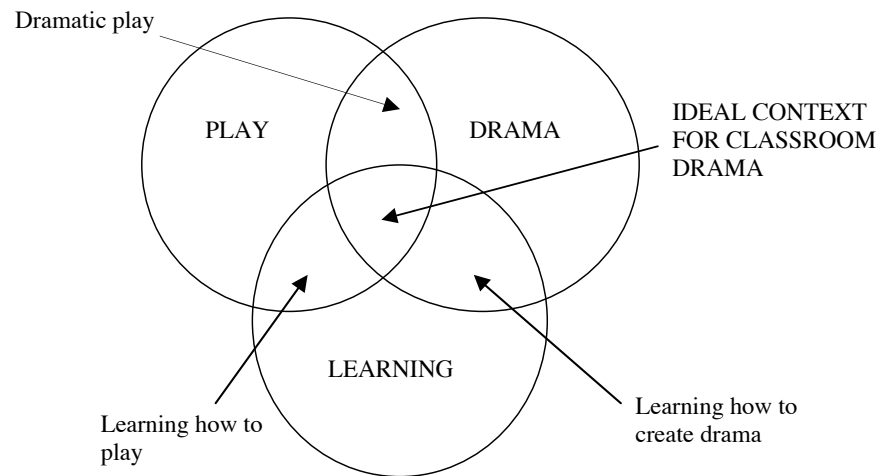 Dramatic play
PLAY
DRAMA
IDEAL CONTEXT
FOR CLASSROOM
DRAMA
LEARNING
Learning how to
play
Learning how to
create drama